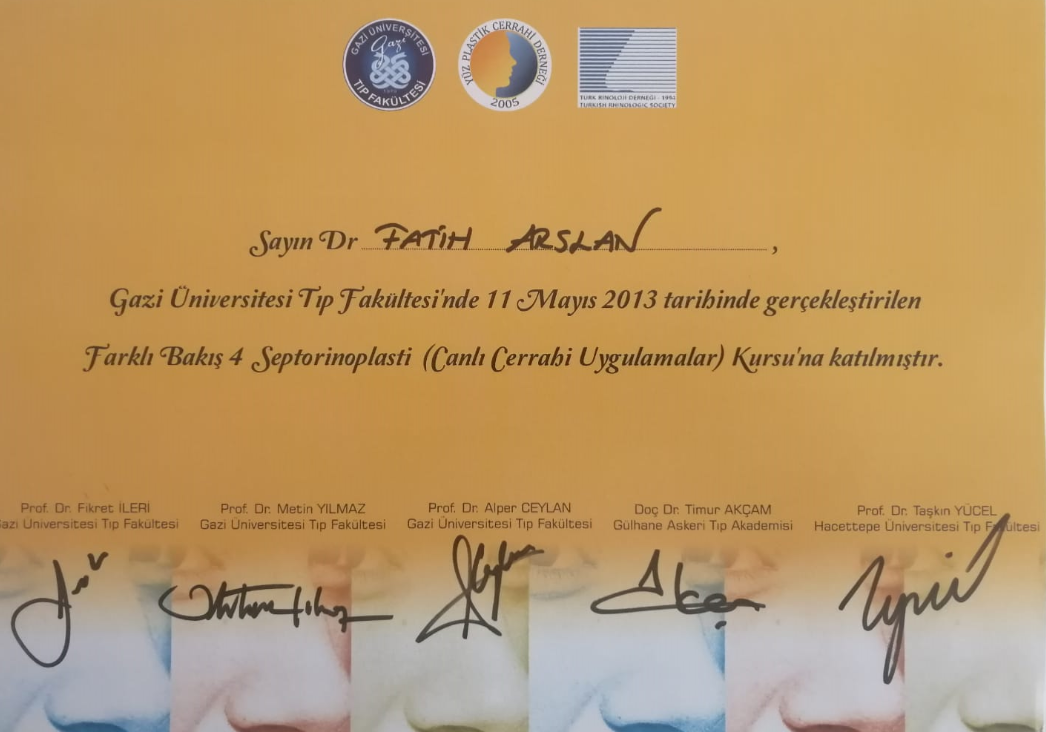 GAZİ ÜNİVERSİTESİ
Gazi
TIP FAKÜLTESİ
YÜZ PLASTİK CERRAHİ DERNEĞİ
2005
TÜRK RİNOLOJİ DERNEĞİ - 1994
TURKISH RHINOLOGIC SOCIETY
Sayın Dr FATİH ARSLAN,
Gazi Üniversitesi Tıp Fakültesi'nde 11 Mayıs 2013 tarihinde gerçekleştirilen
Farklı Bakış 4 Septorinoplasti (Canlı Cerrahi Uygulamalar) Kursu'na katılmıştır.
Prof. Dr. Fikret İLERİ Prof. Dr. Metin YILMAZ Prof. Dr. Alper CEYLAN Doç Dr. Timur AKÇAM Prof. Dr. Taşkın YÜCEL
Gazi Üniversitesi Tıp Fakültesi Gazi Üniversitesi Tıp Fakültesi Gazi Üniversitesi Tıp Fakültesi Gülhane Askeri Tıp Akademisi Hacettepe Üniversitesi Tıp Fakültesi